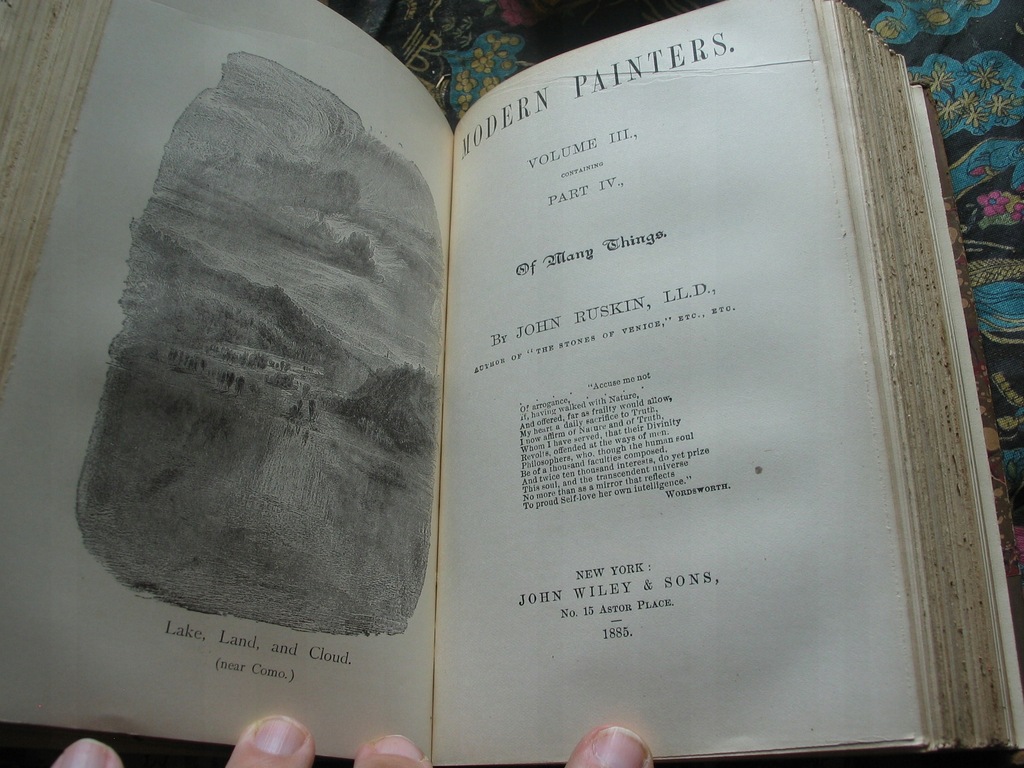 Lake, Land, and Cloud.
(near Como.)
MODERN PAINTERS.
VOLUME III.,
CONTAINING
PART IV.,
Of Many Things.
By JOHN RUSKIN, LL.D.,
AUTHOR OF "THE STONES OF VENICE," ETC., ETC.
"Accuse me not
Of arrogance,
If, having walked with Nature,
And offered, far as frailty would allow,
My heart a daily sacrifice to Truth,
I now affirm of Nature and of Truth,
Whom I have served, that their Divinity
Revolts, offended at the ways of men,
Philosophers, who, though the human soul
Be of a thousand faculties composed,
And twice ten thousand interests, do yet prize
This soul, and the transcendent universe
No more than as a mirror that reflects
To proud Self-love her own intelligence."
WORDSWORTH.
NEW YORK:
JOHN WILEY & SONS,
No. 15 ASTOR PLACE.
1885.